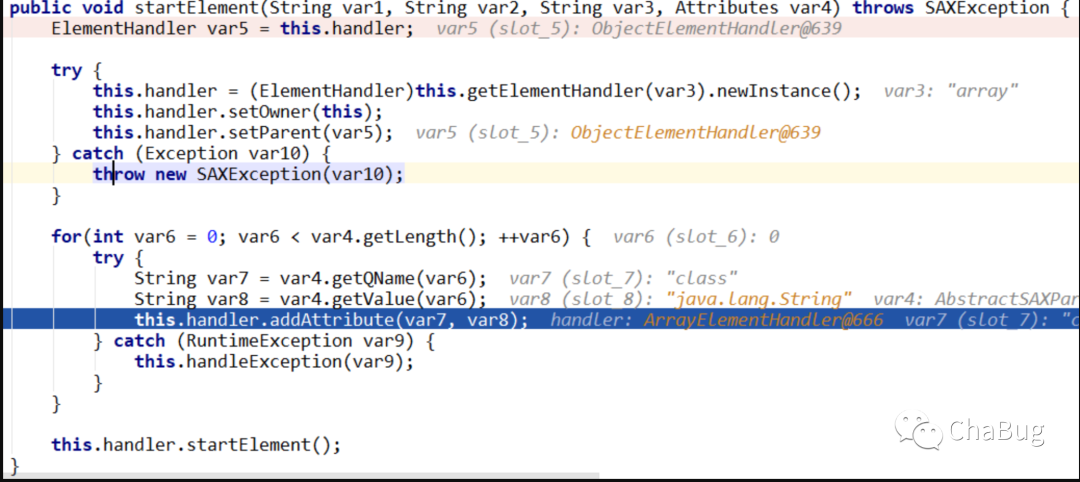 public void startElement(String var1, String var2, String var3, Attributes var4) throws SAXException {
ElementHandler var5 = this.handler; var5 (slot_5): ObjectElementHandler@639
try {
this.handler = (ElementHandler)this.getElementHandler(var3).newInstance(); var3: "array"
this.handler.setOwner(this);
this.handler.setParent(var5); var5 (slot_5): ObjectElementHandler@639
} catch (Exception var10) {
throw new SAXException(var10);
}
for(int var6 = 0; var6 < var4.getLength(); ++var6) { var6 (slot_6): 0
try {
String var7 = var4.getQName(var6); var7 (slot_7): "class"
String var8 = var4.getValue(var6); var8 (slot_8): "java.lang.String" var4: AbstractSAXPar
this.handler.addAttribute(var7, var8); handler: ArrayElementHandler@666 var7 (slot_7): "c
} catch (RuntimeException var9) {
this.handleException(var9);
}
}
this.handler.startElement();
}
ChaBug